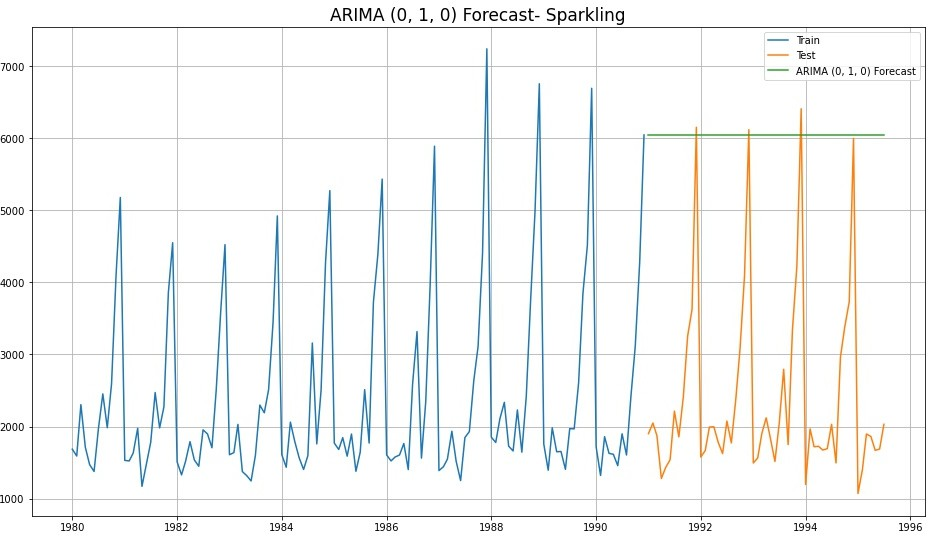 ARIMA (0, 1, 0) Forecast- Sparkling
Train
Test
ARIMA (0, 1, 0) Forecast
7000
6000
5000
4000
3000
2000
1000
1980 1982 1984 1986 1988 1990 1992 1994 1996